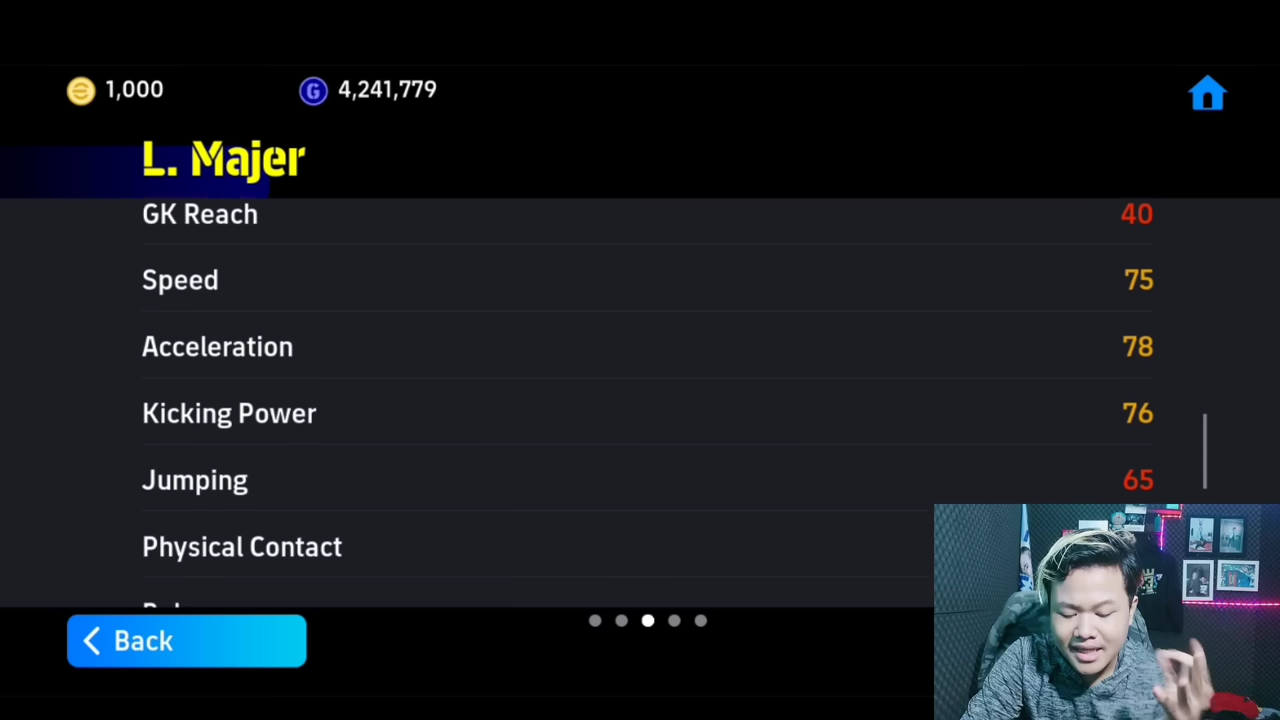 1,000 4,241,779
L. Majer
GK Reach 40
Speed 75
Acceleration 78
Kicking Power 76
Jumping 65
Physical Contact
Back